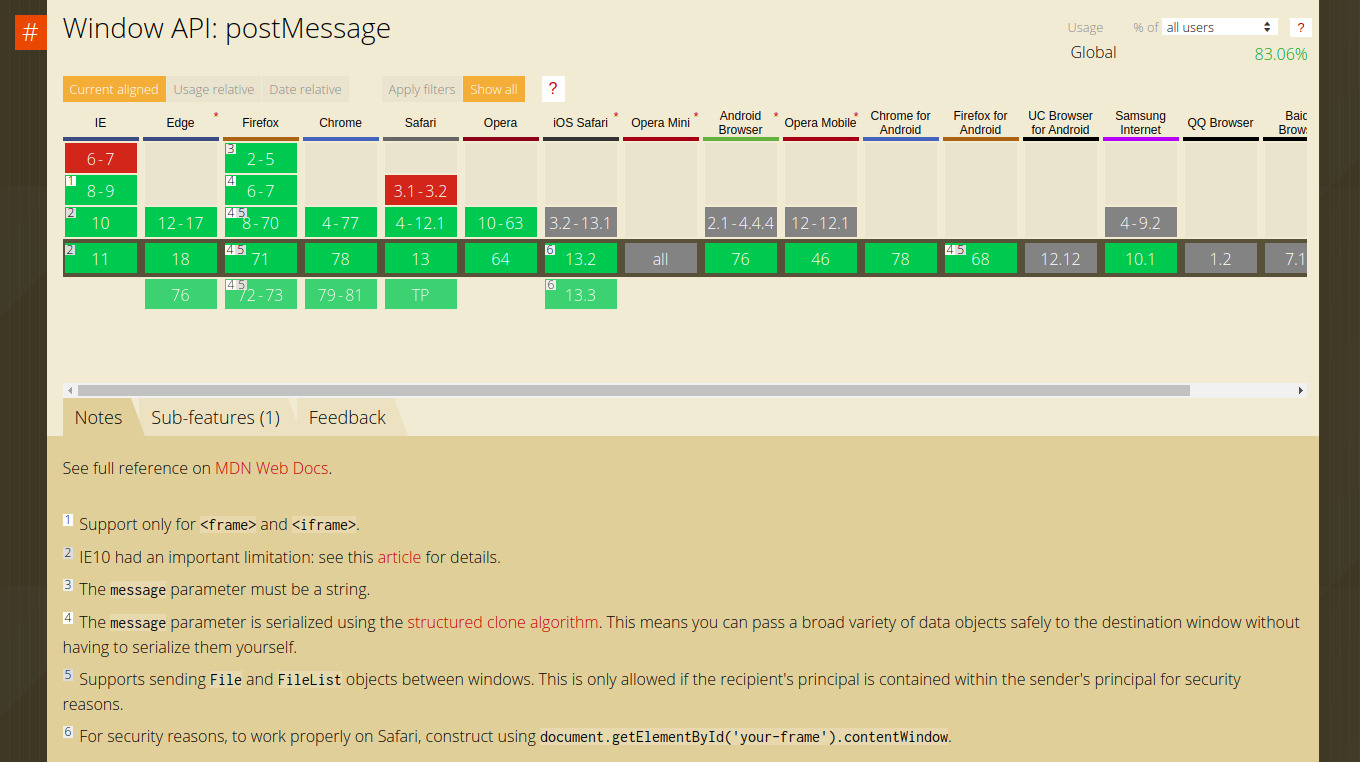 #
Window API: postMessage
Usage % of all users ?
Global 83.06%
Current aligned Usage relative Date relative Apply filters Show all ?
IE Edge * Firefox Chrome Safari Opera iOS Safari * Opera Mini * Android Browser * Opera Mobile * Chrome for Android Firefox for Android UC Browser for Android Samsung Internet QQ Browser Baid Brows
6-7 3 2-5
1 8-9 4 6-7 3.1-3.2
2 10 12-17 4 5 8-70 4-77 4-12.1 10-63 3.2-13.1 2.1-4.4.4 12-12.1 4-9.2
2 11 18 4 5 71 78 13 64 6 13.2 all 76 46 78 4 5 68 12.12 10.1 1.2 7.1
76 4 5 72-73 79-81 TP 6 13.3
Notes Sub-features (1) Feedback
See full reference on MDN Web Docs.
1 Support only for <frame> and <iframe>.
2 IE10 had an important limitation: see this article for details.
3 The message parameter must be a string.
4 The message parameter is serialized using the structured clone algorithm. This means you can pass a broad variety of data objects safely to the destination window without
having to serialize them yourself.
5 Supports sending File and FileList objects between windows. This is only allowed if the recipient's principal is contained within the sender's principal for security
reasons.
6 For security reasons, to work properly on Safari, construct using document.getElementById('your-frame').contentWindow.